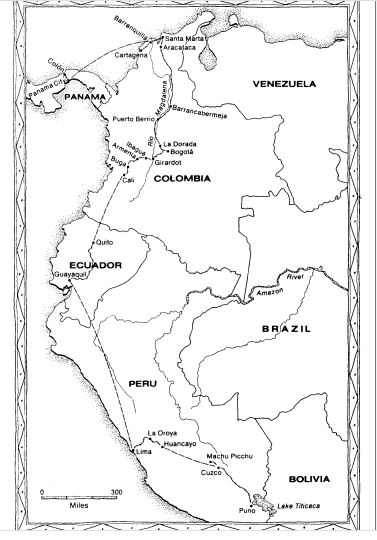 Barranquilla
Santa Marta
Aracataca
Cartagena
Colón
Panama City
PANAMA
VENEZUELA
Magdalena
Río
Barrancabermeja
Puerto Berrio
La Dorada
Bogotá
Ibagué
Armenia
Girardot
Buga
Cali
COLOMBIA
Quito
ECUADOR
Guayaquil
Amazon River
BRAZIL
PERU
La Oroya
Huancayo
Lima
Machu Picchu
Cuzco
BOLIVIA
Puno
Lake Titicaca
0 300
Miles